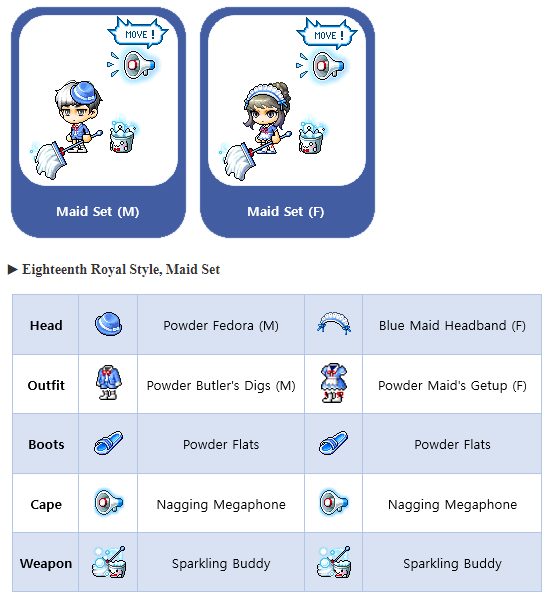 MOVE!
MOVE!
Maid Set (M)
Maid Set (F)
► Eighteenth Royal Style, Maid Set
Head Powder Fedora (M) Blue Maid Headband (F)
Outfit Powder Butler's Digs (M) Powder Maid's Getup (F)
Boots Powder Flats Powder Flats
Cape Nagging Megaphone Nagging Megaphone
Weapon Sparkling Buddy Sparkling Buddy